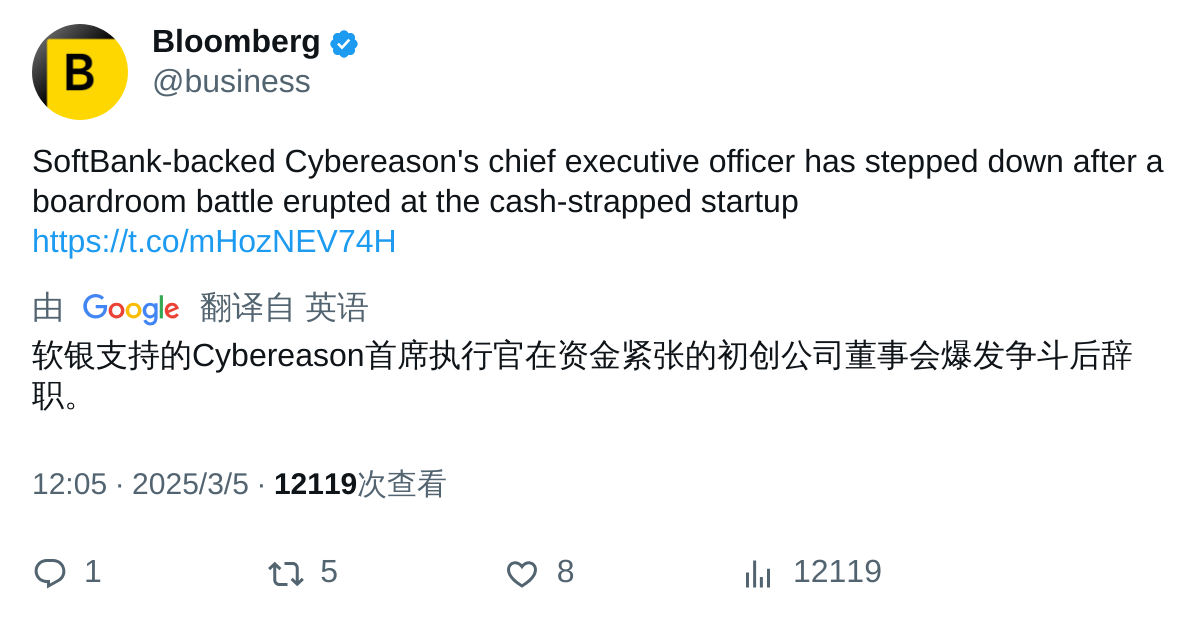 B
Bloomberg
@business
SoftBank-backed Cybereason's chief executive officer has stepped down after a
boardroom battle erupted at the cash-strapped startup
https://t.co/mHozNEV74H
由 Google 翻译自 英语
软银支持的Cybereason首席执行官在资金紧张的初创公司董事会爆发争斗后辞
职。
12:05 · 2025/3/5 · 12119次查看
1 5 8 12119